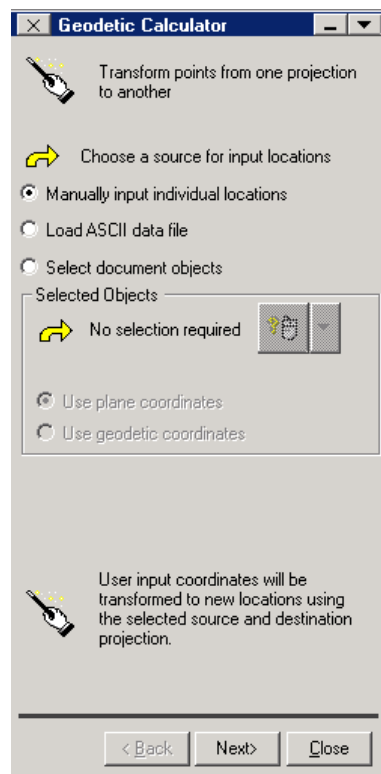 Geodetic Calculator
Transform points from one projection
to another
Choose a source for input locations
Manually input individual locations
Load ASCII data file
Select document objects
Selected Objects
No selection required
Use plane coordinates
Use geodetic coordinates
User input coordinates will be
transformed to new locations using
the selected source and destination
projection.
< Back
Next>
Close